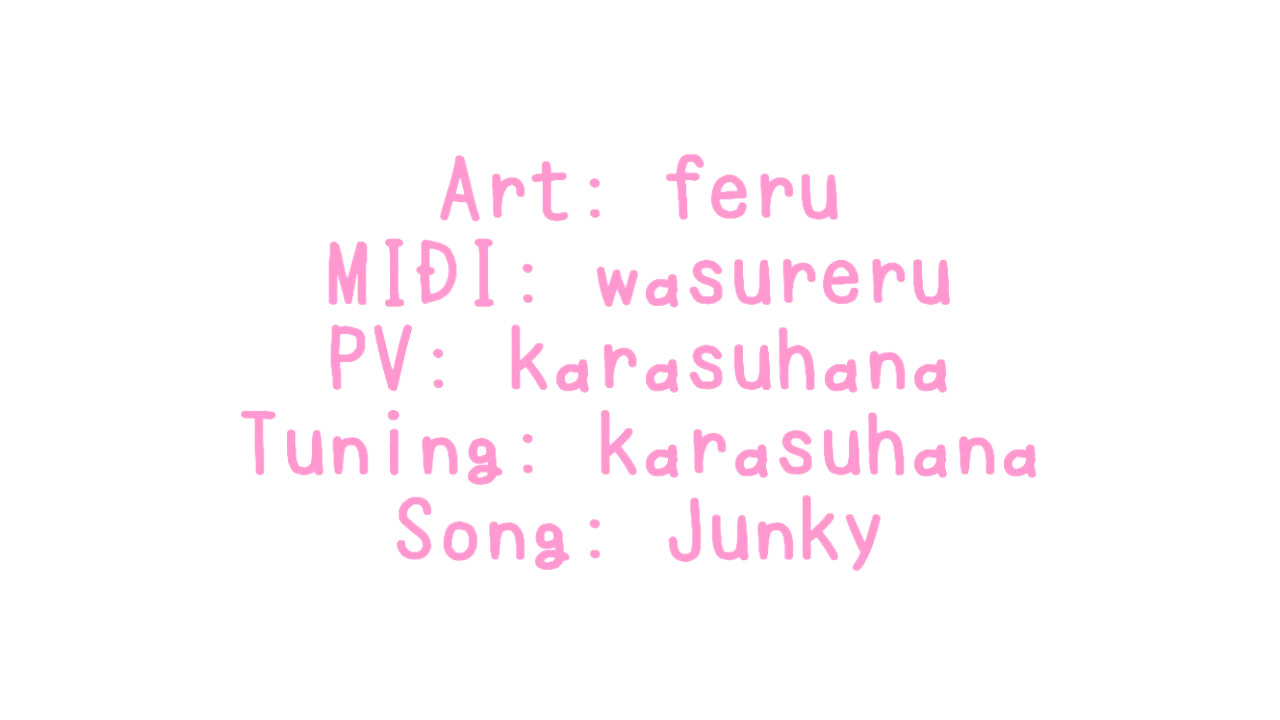 Art: feru
MIĐI: wasureru
PV: karasuhana
Tuning: karasuhana
Song: Junky